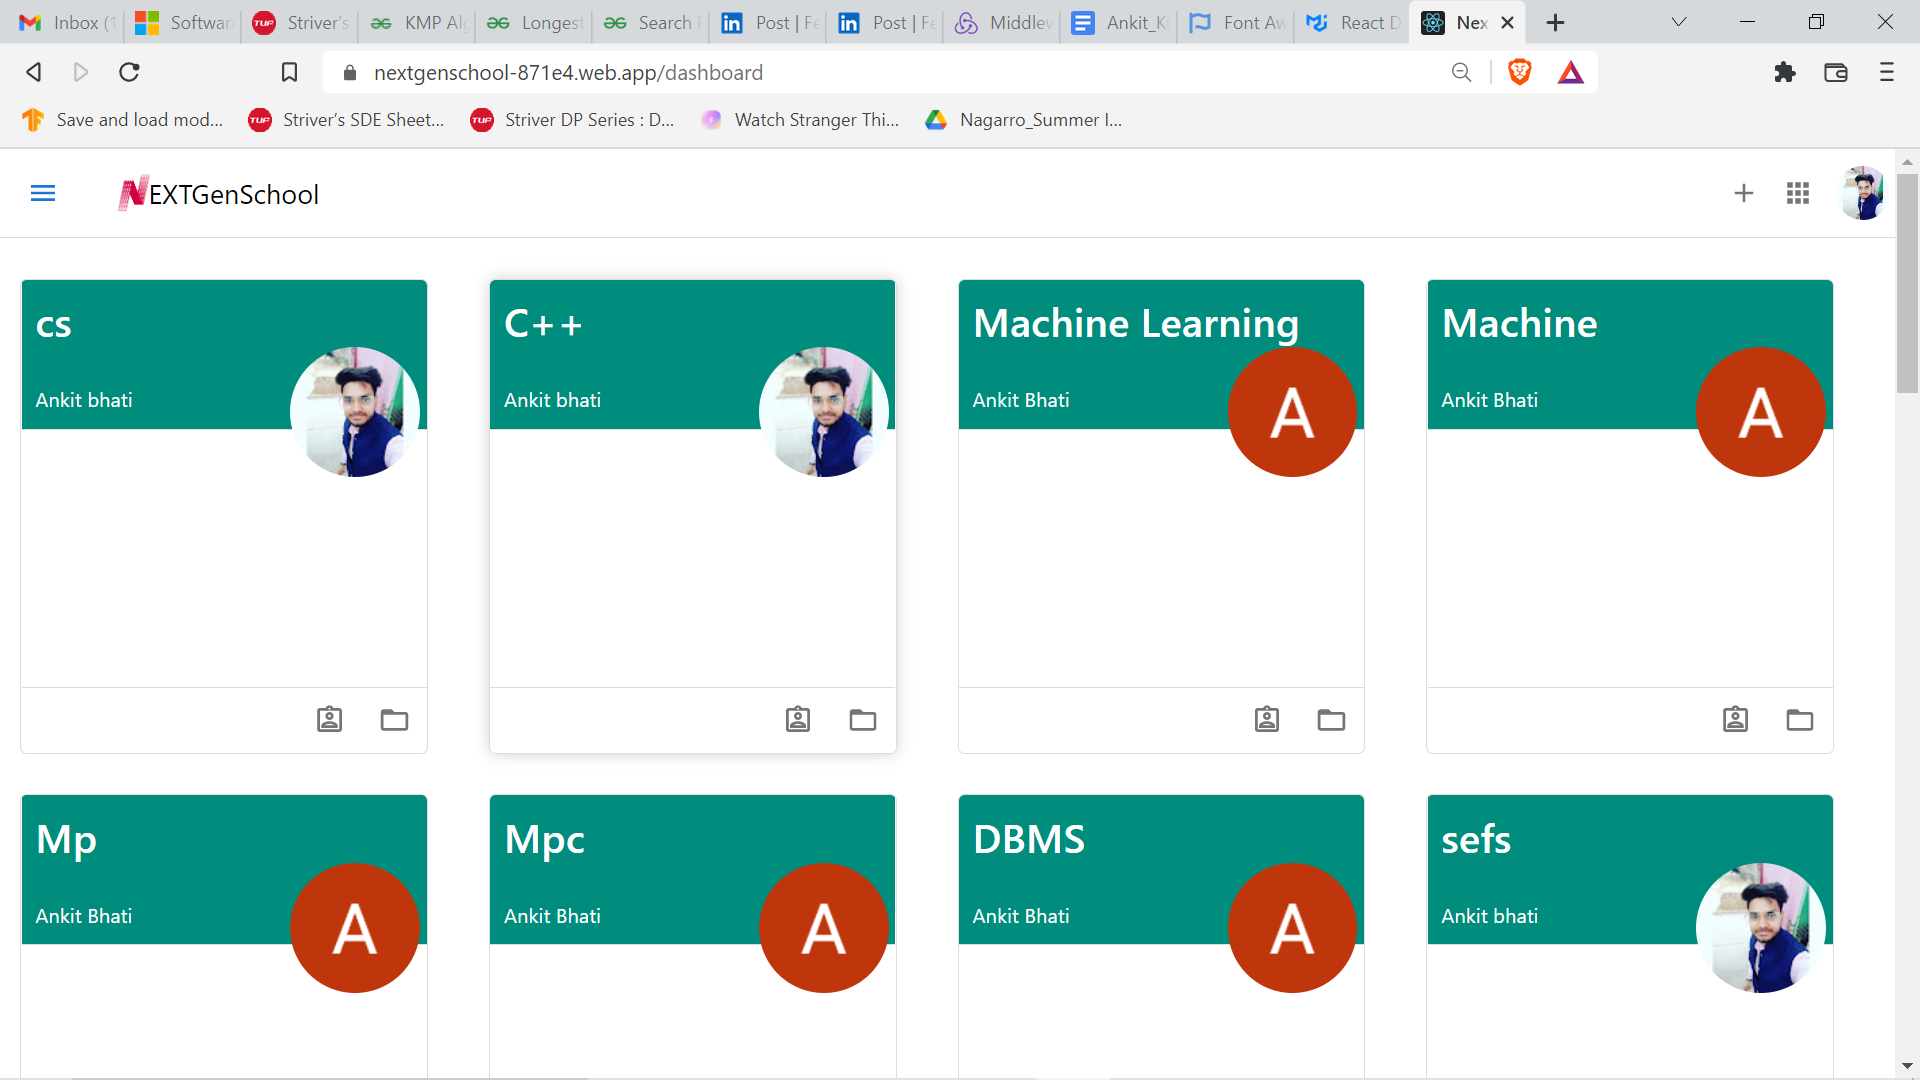 Inbox (1
Softwar
Striver's
KMP Alg
Longest
Search P
Post | Fe
Post | Fe
Middlew
Ankit_Ku
Font Aw
React D
Nex
nextgenschool-871e4.web.app/dashboard
Save and load mod...
TUF
Striver's SDE Sheet...
TUF
Striver DP Series : D...
Watch Stranger Thi...
Nagarro_Summer I...
NEXTGenSchool
cs
Ankit bhati
C++
Ankit bhati
Machine Learning
Ankit Bhati
A
Machine
Ankit Bhati
A
Mp
Ankit Bhati
A
Mpc
Ankit Bhati
A
DBMS
Ankit Bhati
A
sefs
Ankit bhati